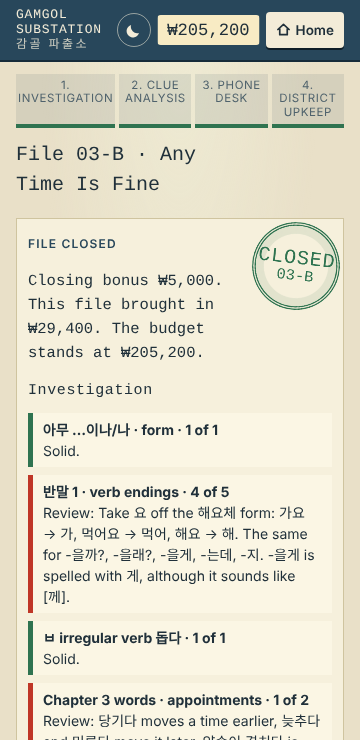 GAMGOL
SUBSTATION
감골 파출소
₩205,200
Home
1.
INVESTIGATION
2. CLUE
ANALYSIS
3. PHONE
DESK
4.
DISTRICT
UPKEEP
File 03-B · Any
Time Is Fine
FILE CLOSED
CLOSED
03-B
Closing bonus ₩5,000.
This file brought in
₩29,400. The budget
stands at ₩205,200.
Investigation
아무 …이나/나 · form · 1 of 1
Solid.
반말 1 · verb endings · 4 of 5
Review: Take 요 off the 해요체 form: 가요
→ 가, 먹어요 → 먹어, 해요 → 해. The same
for -을까?, -을래?, -을게, -는데, -지. -을게 is
spelled with 게, although it sounds like
[께].
ㅂ irregular verb 돕다 · 1 of 1
Solid.
Chapter 3 words · appointments · 1 of 2
Review: 당기다 moves a time earlier, 늦추다